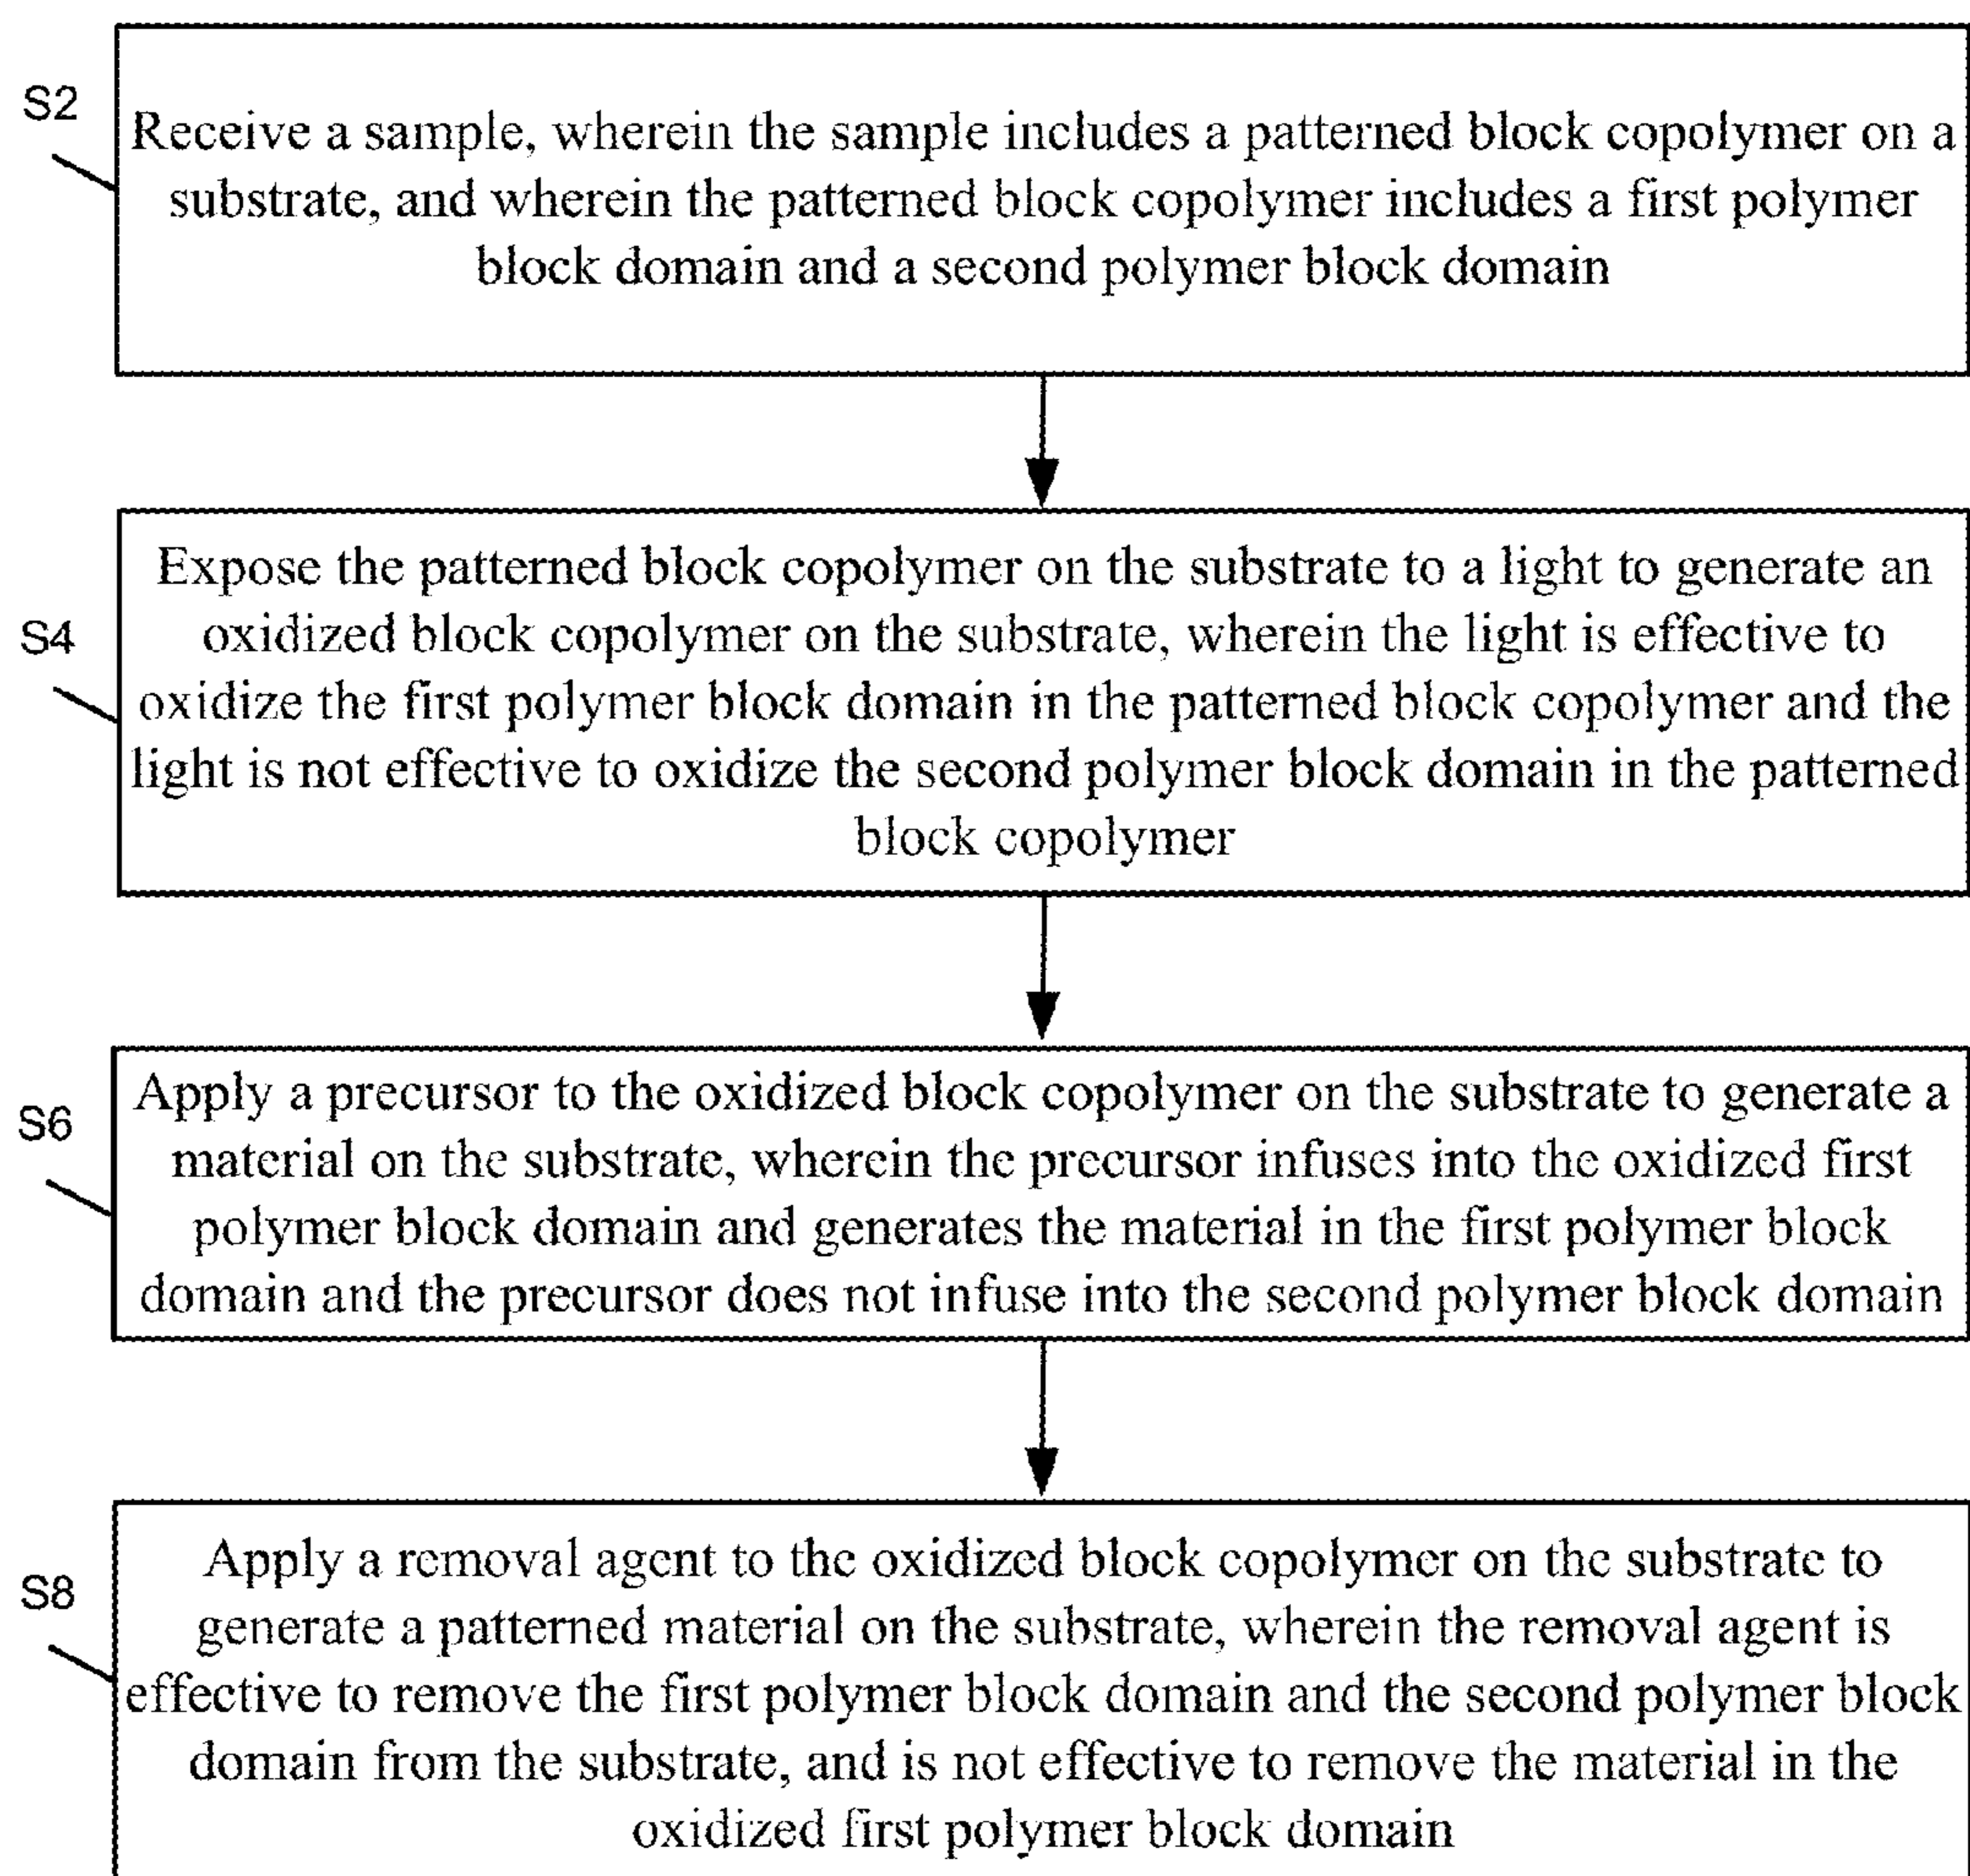 S2
Receive a sample, wherein the sample includes a patterned block copolymer on a
substrate, and wherein the patterned block copolymer includes a first polymer
block domain and a second polymer block domain
S4
Expose the patterned block copolymer on the substrate to a light to generate an
oxidized block copolymer on the substrate, wherein the light is effective to
oxidize the first polymer block domain in the patterned block copolymer and the
light is not effective to oxidize the second polymer block domain in the patterned
block copolymer
S6
Apply a precursor to the oxidized block copolymer on the substrate to generate a
material on the substrate, wherein the precursor infuses into the oxidized first
polymer block domain and generates the material in the first polymer block
domain and the precursor does not infuse into the second polymer block domain
S8
Apply a removal agent to the oxidized block copolymer on the substrate to
generate a patterned material on the substrate, wherein the removal agent is
effective to remove the first polymer block domain and the second polymer block
domain from the substrate, and is not effective to remove the material in the
oxidized first polymer block domain